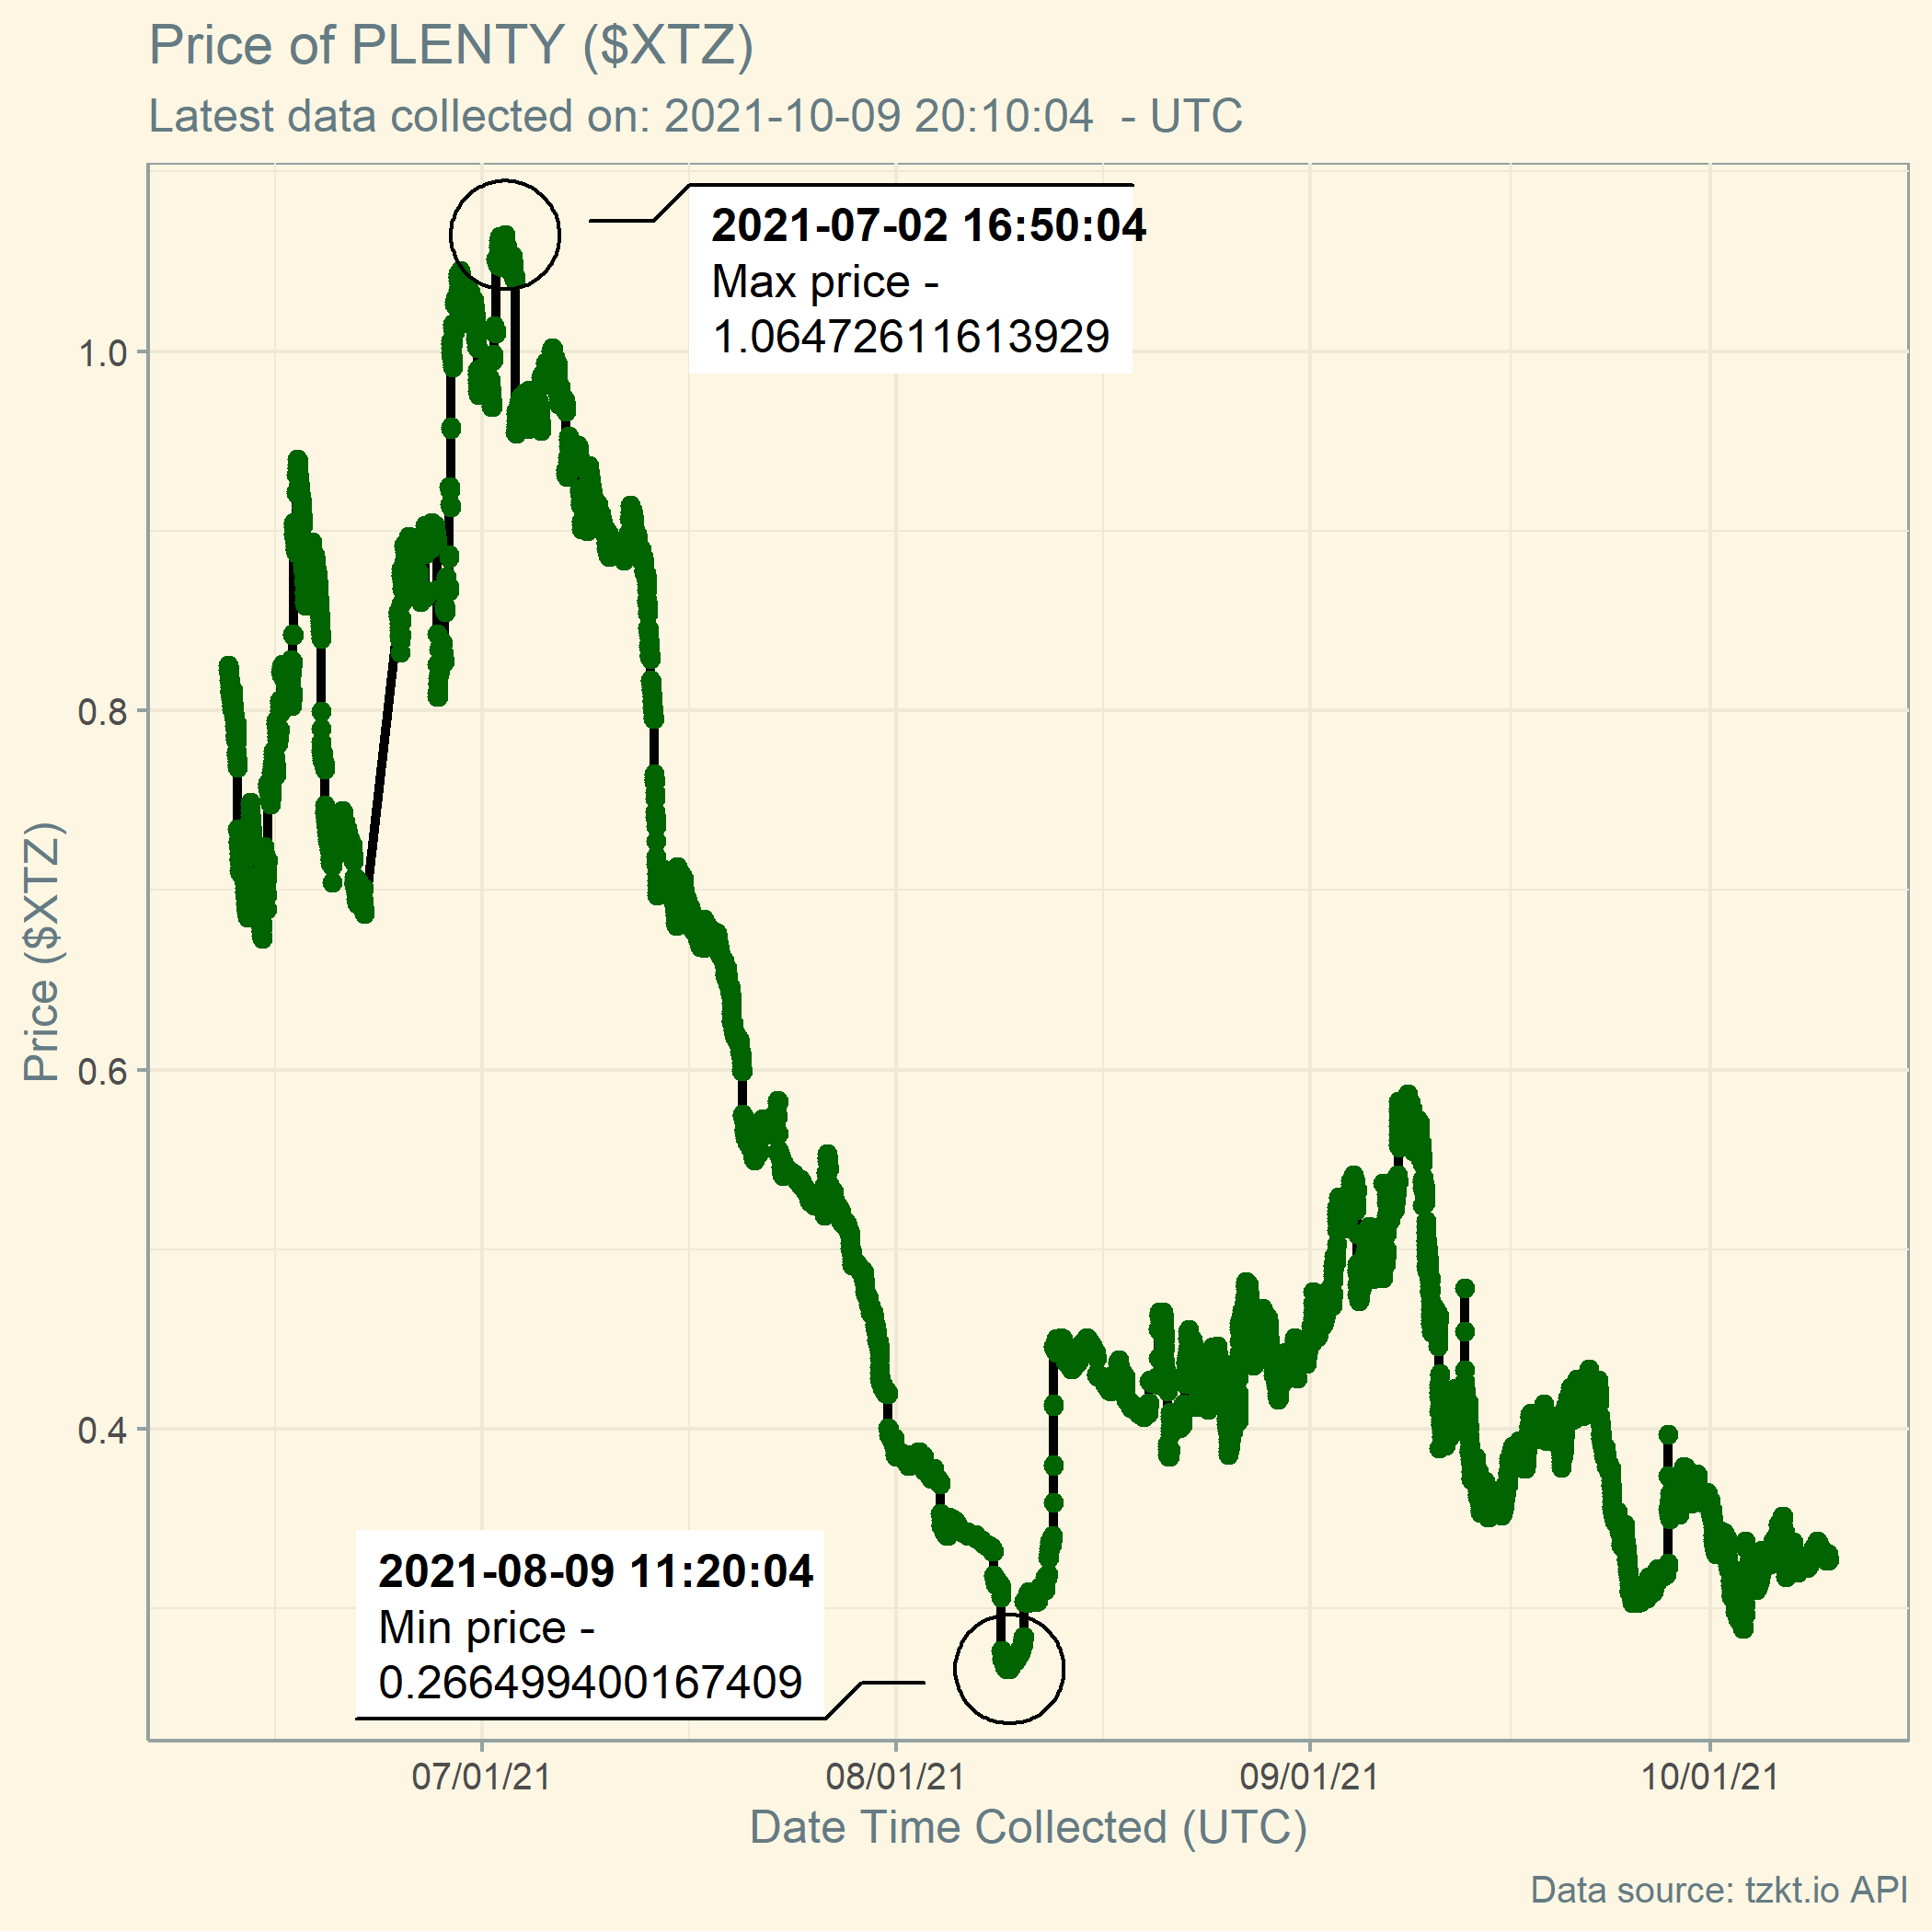 Price of PLENTY ($XTZ)
Latest data collected on: 2021-10-09 20:10:04  - UTC
2021-07-02 16:50:04
Max price -
1.06472611613929
1.0
0.8
0.6
0.4
Price ($XTZ)
2021-08-09 11:20:04
Min price -
0.266499400167409
07/01/21
08/01/21
09/01/21
10/01/21
Date Time Collected (UTC)
Data source: tzkt.io API